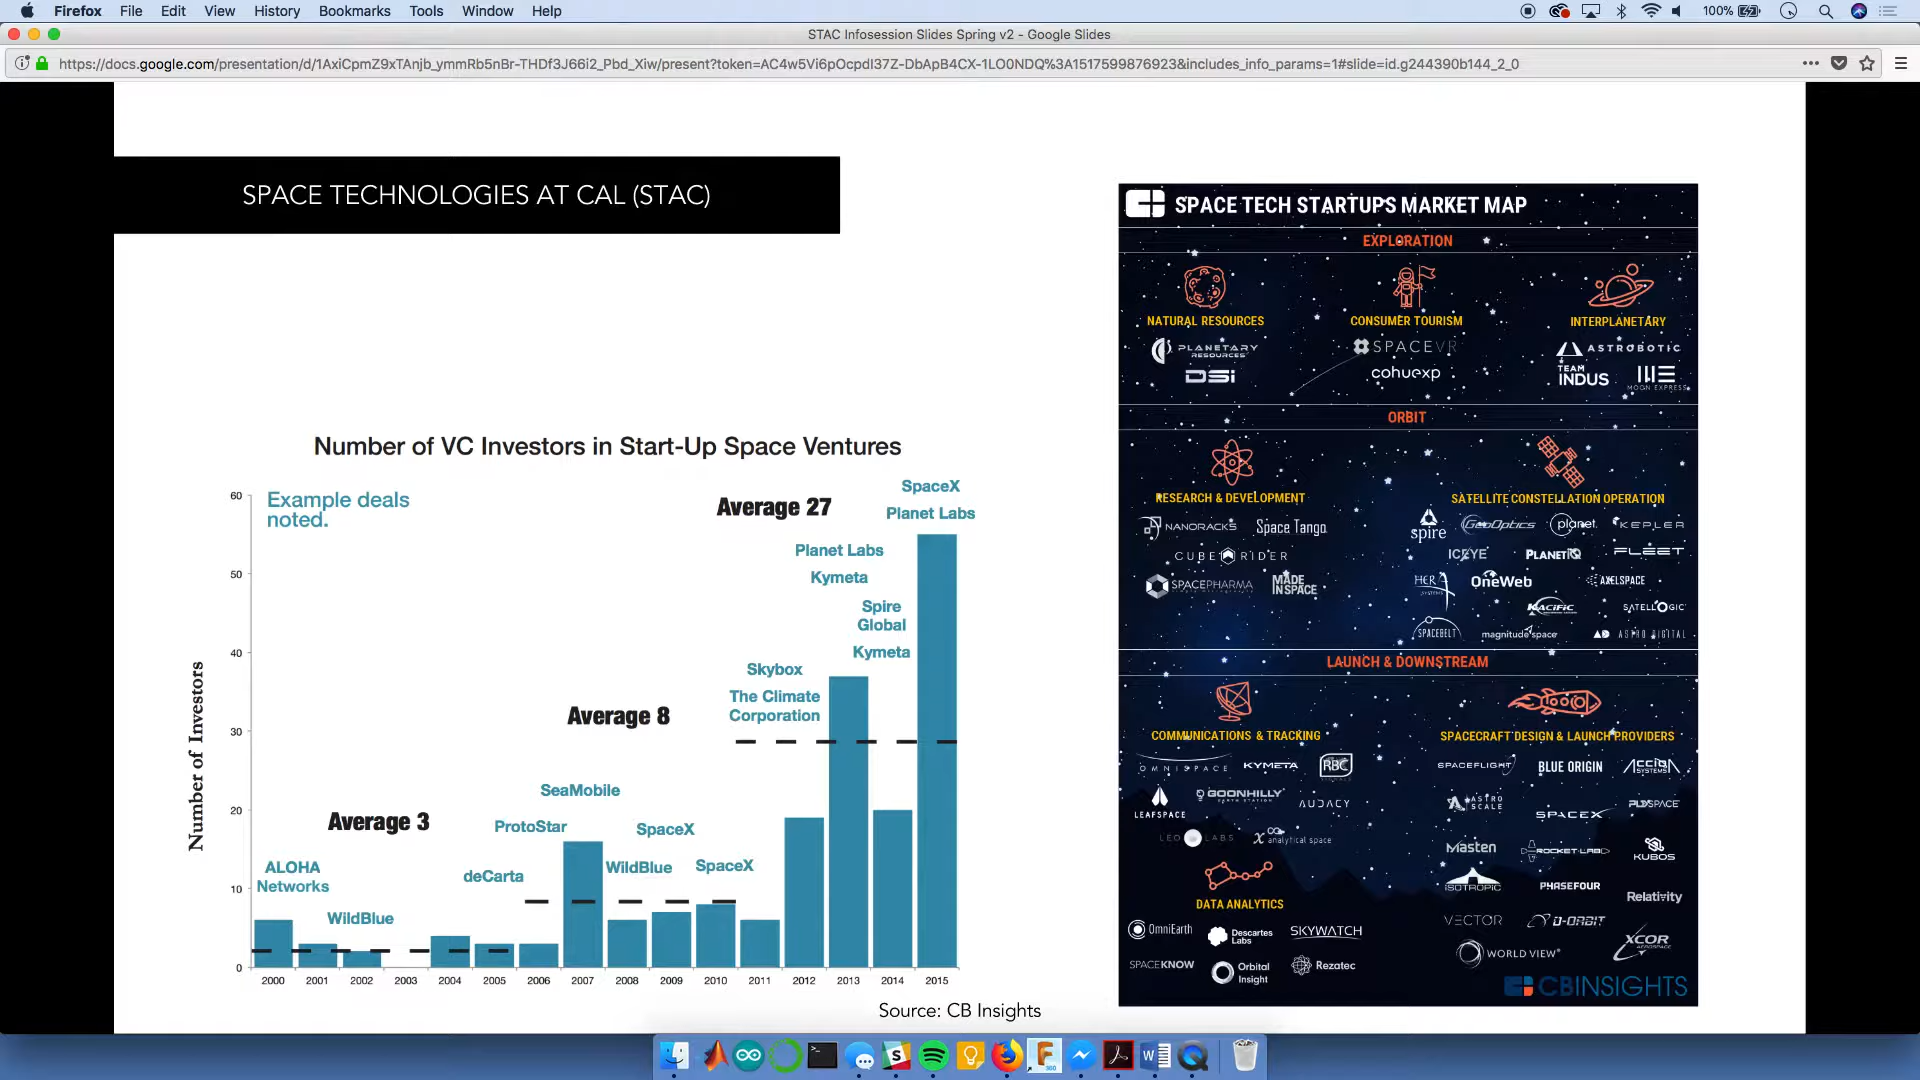 Firefox File Edit View History Bookmarks Tools Window Help 100%
STAC Infosession Slides Spring v2 - Google Slides
https://docs.google.com/presentation/d/1AxiCpmZ9xTAnjb_ymmRb5nBr-THDf3J66i2_Pbd_Xiw/present?token=AC4w5Vi6pOcpdI37Z-DbApB4CX-1LO0NDQ%3A1517599876923&includes_info_params=1#slide=id.g244390b144_2_0
SPACE TECHNOLOGIES AT CAL (STAC)
Number of VC Investors in Start-Up Space Ventures
Example deals
noted.
Number of Investors
60
50
40
30
20
10
0
Average 3
Average 8
Average 27
ALOHA
Networks
WildBlue
deCarta
ProtoStar
SeaMobile
WildBlue
SpaceX
SpaceX
Skybox
The Climate
Corporation
Planet Labs
Kymeta
Spire
Global
Kymeta
SpaceX
Planet Labs
2000 2001 2002 2003 2004 2005 2006 2007 2008 2009 2010 2011 2012 2013 2014 2015
Source: CB Insights
SPACE TECH STARTUPS MARKET MAP
EXPLORATION
NATURAL RESOURCES
PLANETARY
RESOURCES
DSI
CONSUMER TOURISM
SPACEVR
cohuexp
INTERPLANETARY
ASTROBOTIC
TEAM
INDUS
MOON EXPRESS
ORBIT
RESEARCH & DEVELOPMENT
NANORACKS Space Tango
CUBERIDER
SPACEPHARMA MADE
IN SPACE
SATELLITE CONSTELLATION OPERATION
spire GeoOptics planet. KEPLER
ICEYE PLANETIQ FLEET
HERA
SYSTEMS OneWeb AXELSPACE
KACIFIC SATELLOGIC
SPACEBELT magnitude space ASTRO DIGITAL
LAUNCH & DOWNSTREAM
COMMUNICATIONS & TRACKING
OMNISPACE KYMETA RBC
LEAFSPACE GOONHILLY
EARTH STATION AUDACY
LEO LABS analytical space
DATA ANALYTICS
OmniEarth Descartes
Labs SKYWATCH
SPACEKNOW Orbital
Insight Rezatec
SPACECRAFT DESIGN & LAUNCH PROVIDERS
SPACEFLIGHT BLUE ORIGIN ACCION
SYSTEMS
ASTRO
SCALE SPACEX PLDSPACE
Masten ROCKET LAB KUBOS
ISOTROPIC PHASEFOUR Relativity
VECTOR D-ORBIT
WORLD VIEW XCOR
AEROSPACE
CBINSIGHTS